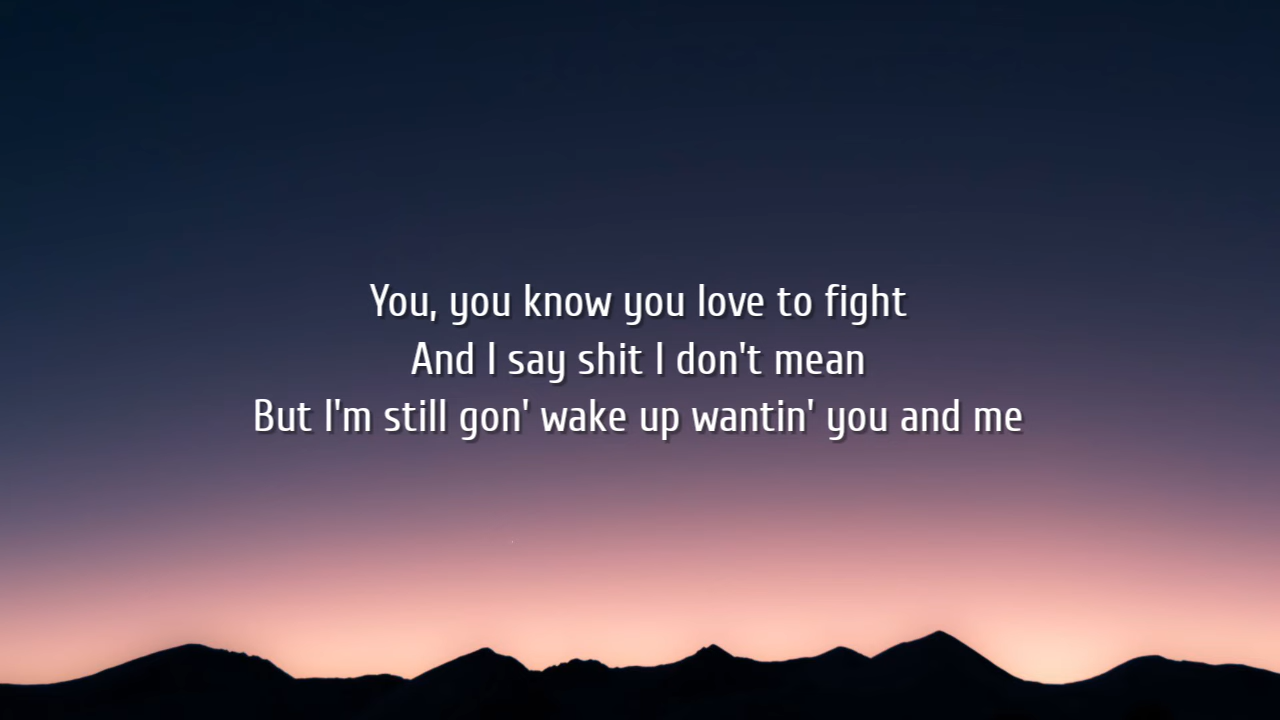 You, you know you love to fight
And I say shit I don't mean
But I'm still gon' wake up wantin' you and me